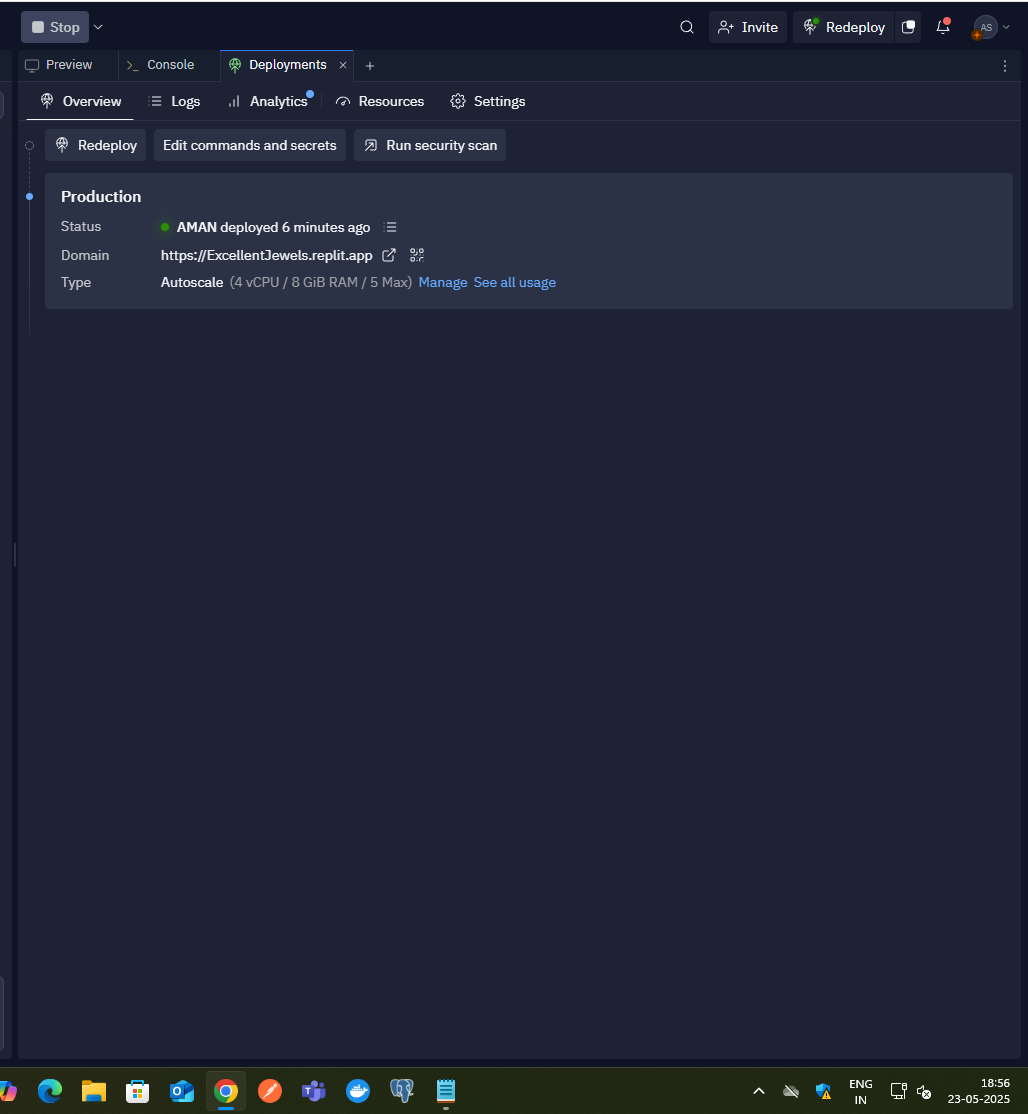 Stop Invite Redeploy AS
Preview >_ Console Deployments × +
Overview Logs Analytics Resources Settings
Redeploy Edit commands and secrets Run security scan
Production
Status AMAN deployed 6 minutes ago
Domain https://ExcellentJewels.replit.app
Type Autoscale (4 vCPU / 8 GiB RAM / 5 Max) Manage See all usage
ENG 18:56
IN 23-05-2025